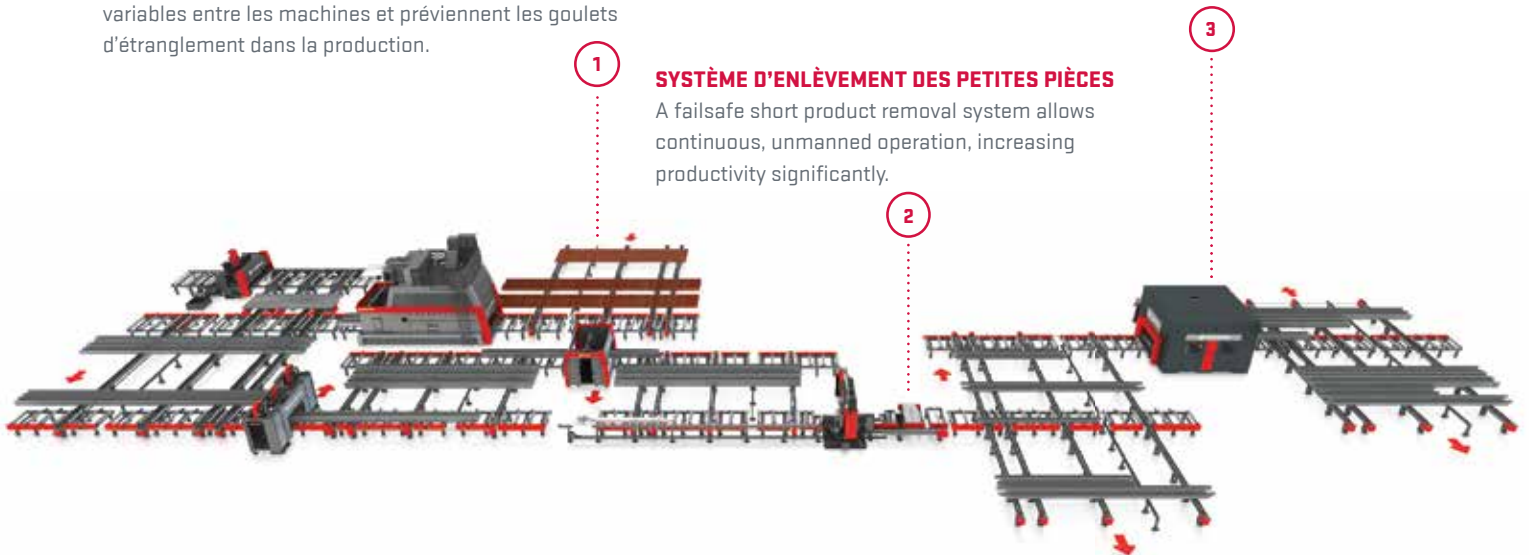 variables entre les machines et préviennent les goulets
d'étranglement dans la production.
3
1
SYSTÈME D'ENLÈVEMENT DES PETITES PIÈCES
A failsafe short product removal system allows
continuous, unmanned operation, increasing
productivity significantly.
2